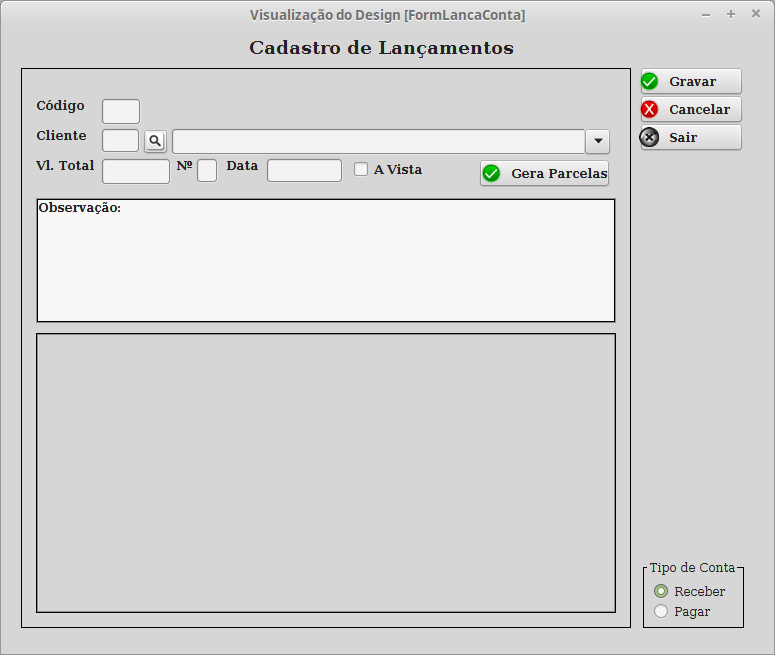 Visualização do Design [FormLancaConta]
Cadastro de Lançamentos
Código
Cliente
Vl. Total Nº Data A Vista Gera Parcelas
Observação:
Gravar
Cancelar
Sair
Tipo de Conta
Receber
Pagar